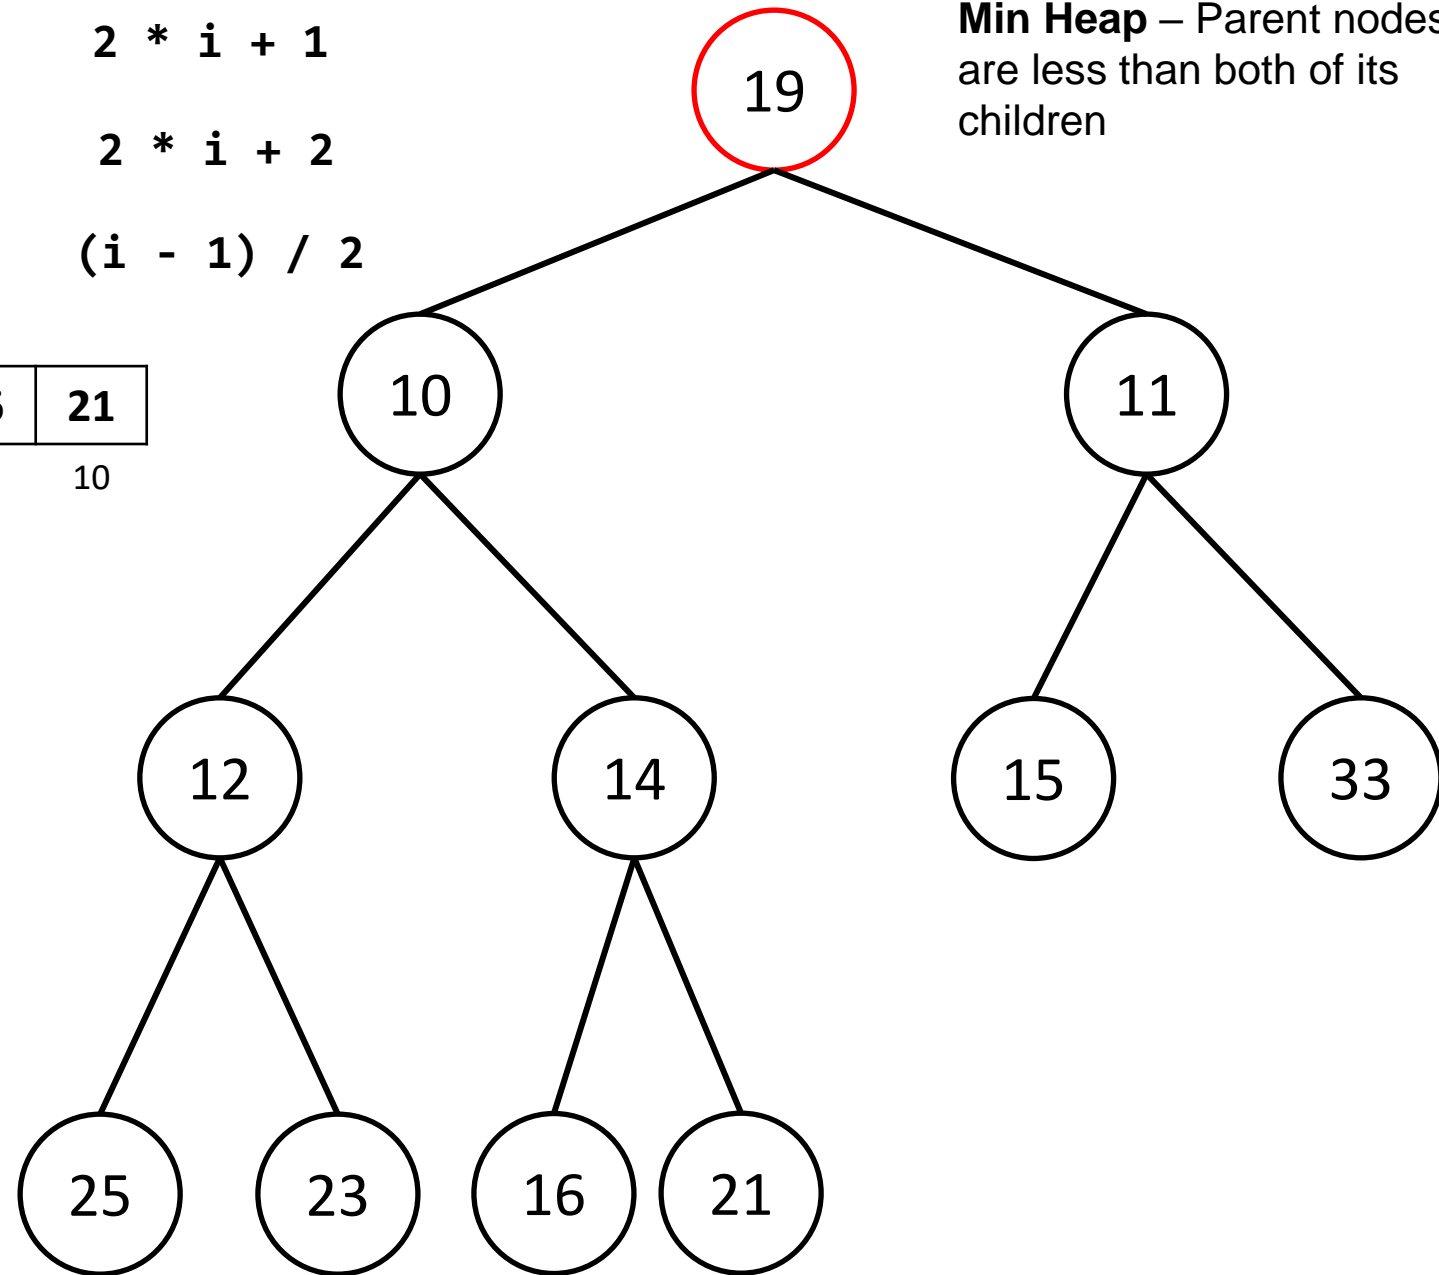 2 * i + 1
2 * i + 2
(i - 1) / 2
Min Heap – Parent nodes
are less than both of its
children
21
10
19
10
11
12
14
15
33
25
23
16
21